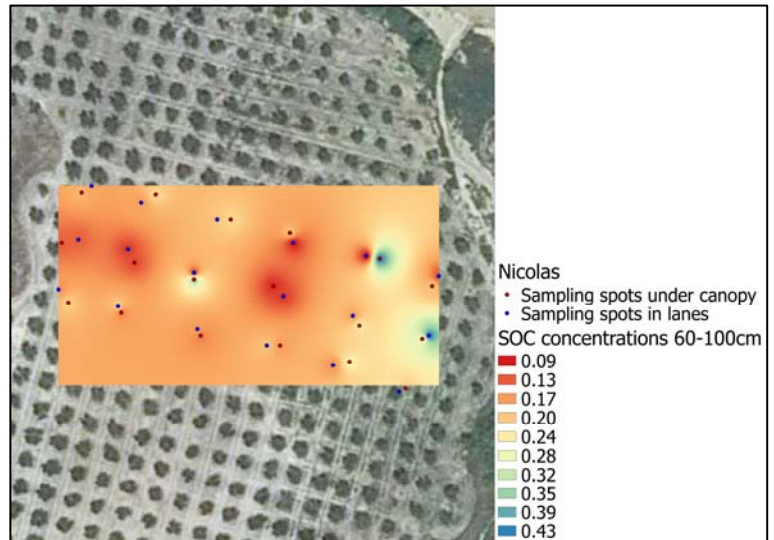 Nicolas
Sampling spots under canopy
Sampling spots in lanes
SOC concentrations 60-100cm
0.09
0.13
0.17
0.20
0.24
0.28
0.32
0.35
0.39
0.43